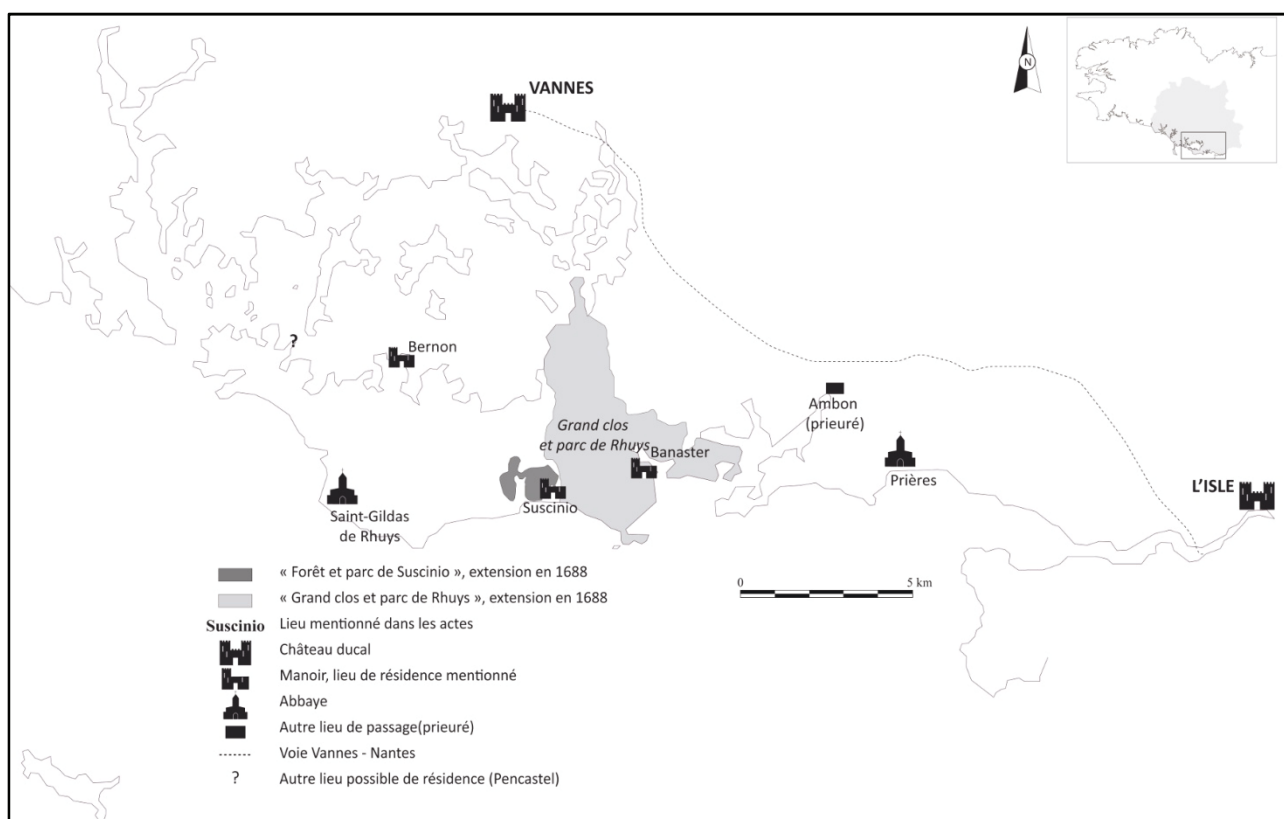 VANNES
N
?
Bernon
Ambon
(prieuré)
Grand clos
et parc de Rhuys
Banaster
Prières
L'ISLE
Suscinio
Saint-Gildas
de Rhuys
0 5 km
« Forêt et parc de Suscinio », extension en 1688
« Grand clos et parc de Rhuys », extension en 1688
Suscinio Lieu mentionné dans les actes
Château ducal
Manoir, lieu de résidence mentionné
Abbaye
Autre lieu de passage(prieuré)
Voie Vannes - Nantes
? Autre lieu possible de résidence (Pencastel)